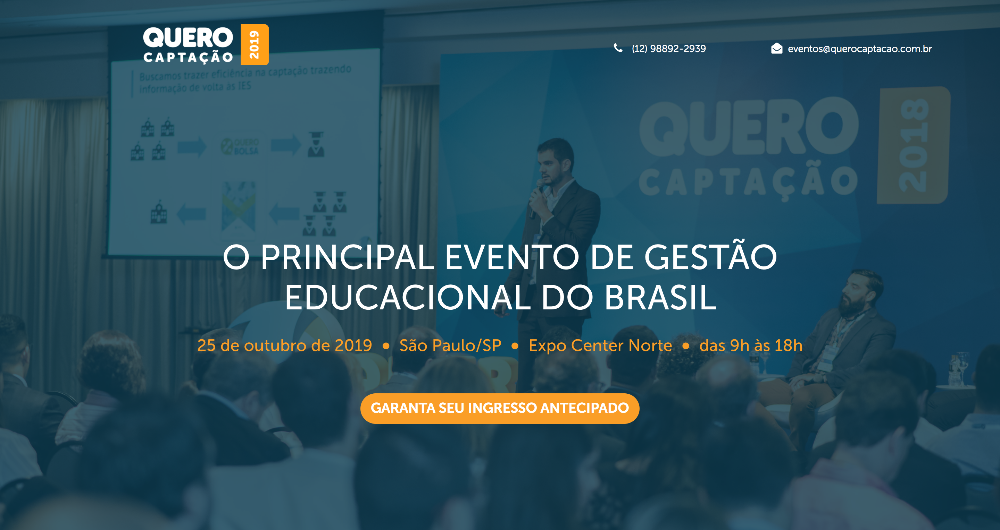 QUERO
CAPTAÇÃO
2019
(12) 98892-2939
eventos@querocaptacao.com.br
Buscamos trazer eficiência na captação trazendo
informação de volta às IES
QUERO
BOLSA
QUERO
CAPTAÇÃO
2018
O PRINCIPAL EVENTO DE GESTÃO
EDUCACIONAL DO BRASIL
25 de outubro de 2019 • São Paulo/SP • Expo Center Norte • das 9h às 18h
GARANTA SEU INGRESSO ANTECIPADO